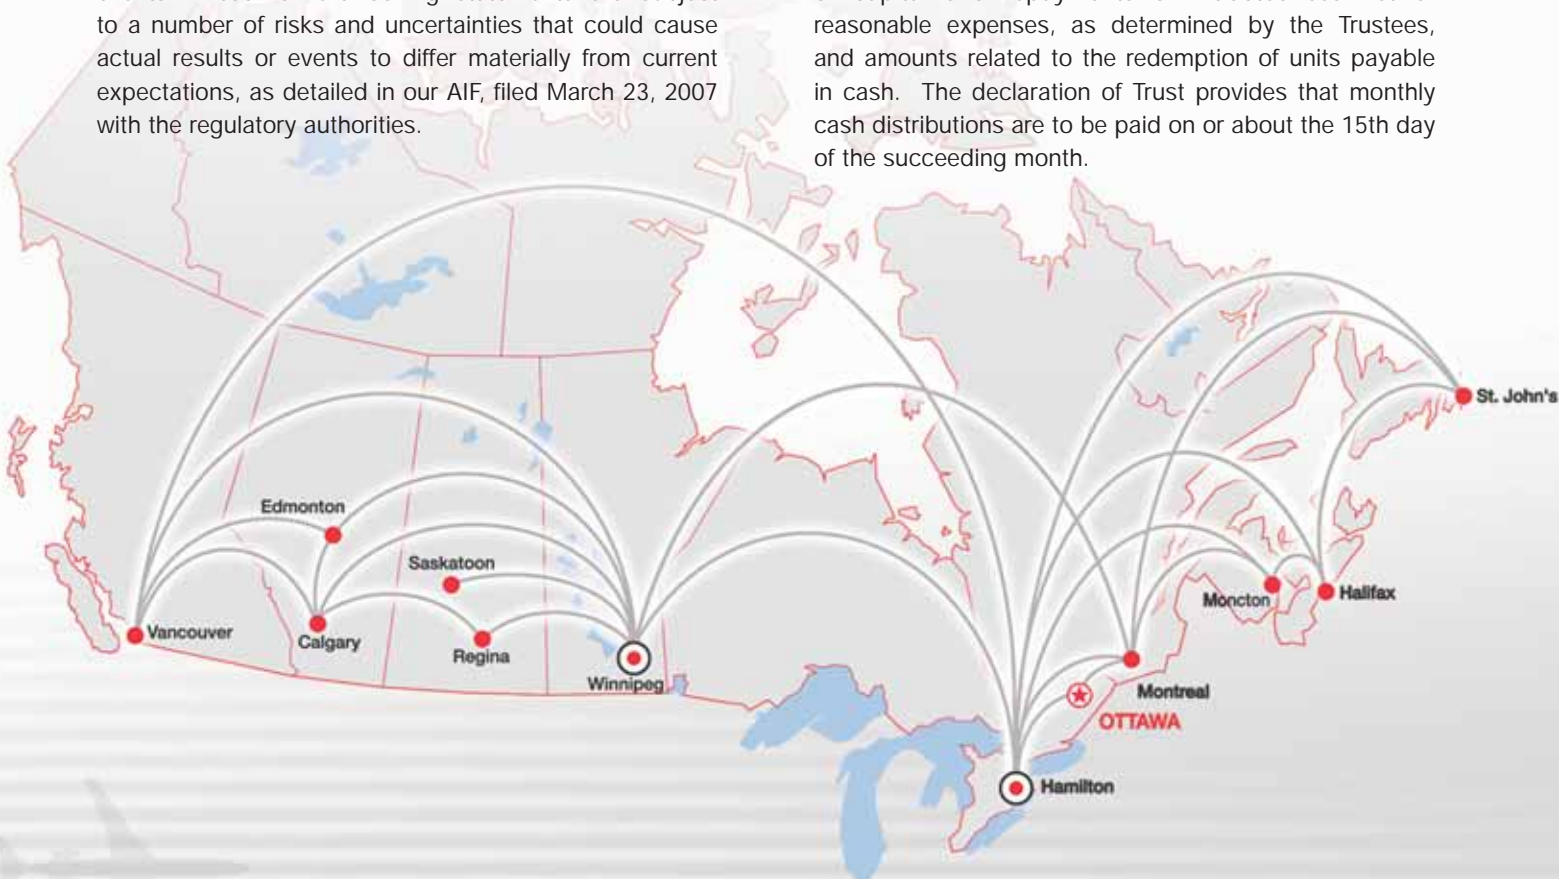 to a number of risks and uncertainties that could cause
actual results or events to differ materially from current
expectations, as detailed in our AIF, filed March 23, 2007
with the regulatory authorities.
reasonable expenses, as determined by the Trustees,
and amounts related to the redemption of units payable
in cash. The declaration of Trust provides that monthly
cash distributions are to be paid on or about the 15th day
of the succeeding month.
St. John's
Edmonton
Saskatoon
Vancouver
Calgary
Regina
Winnipeg
Moncton
Halifax
Montreal
OTTAWA
Hamilton